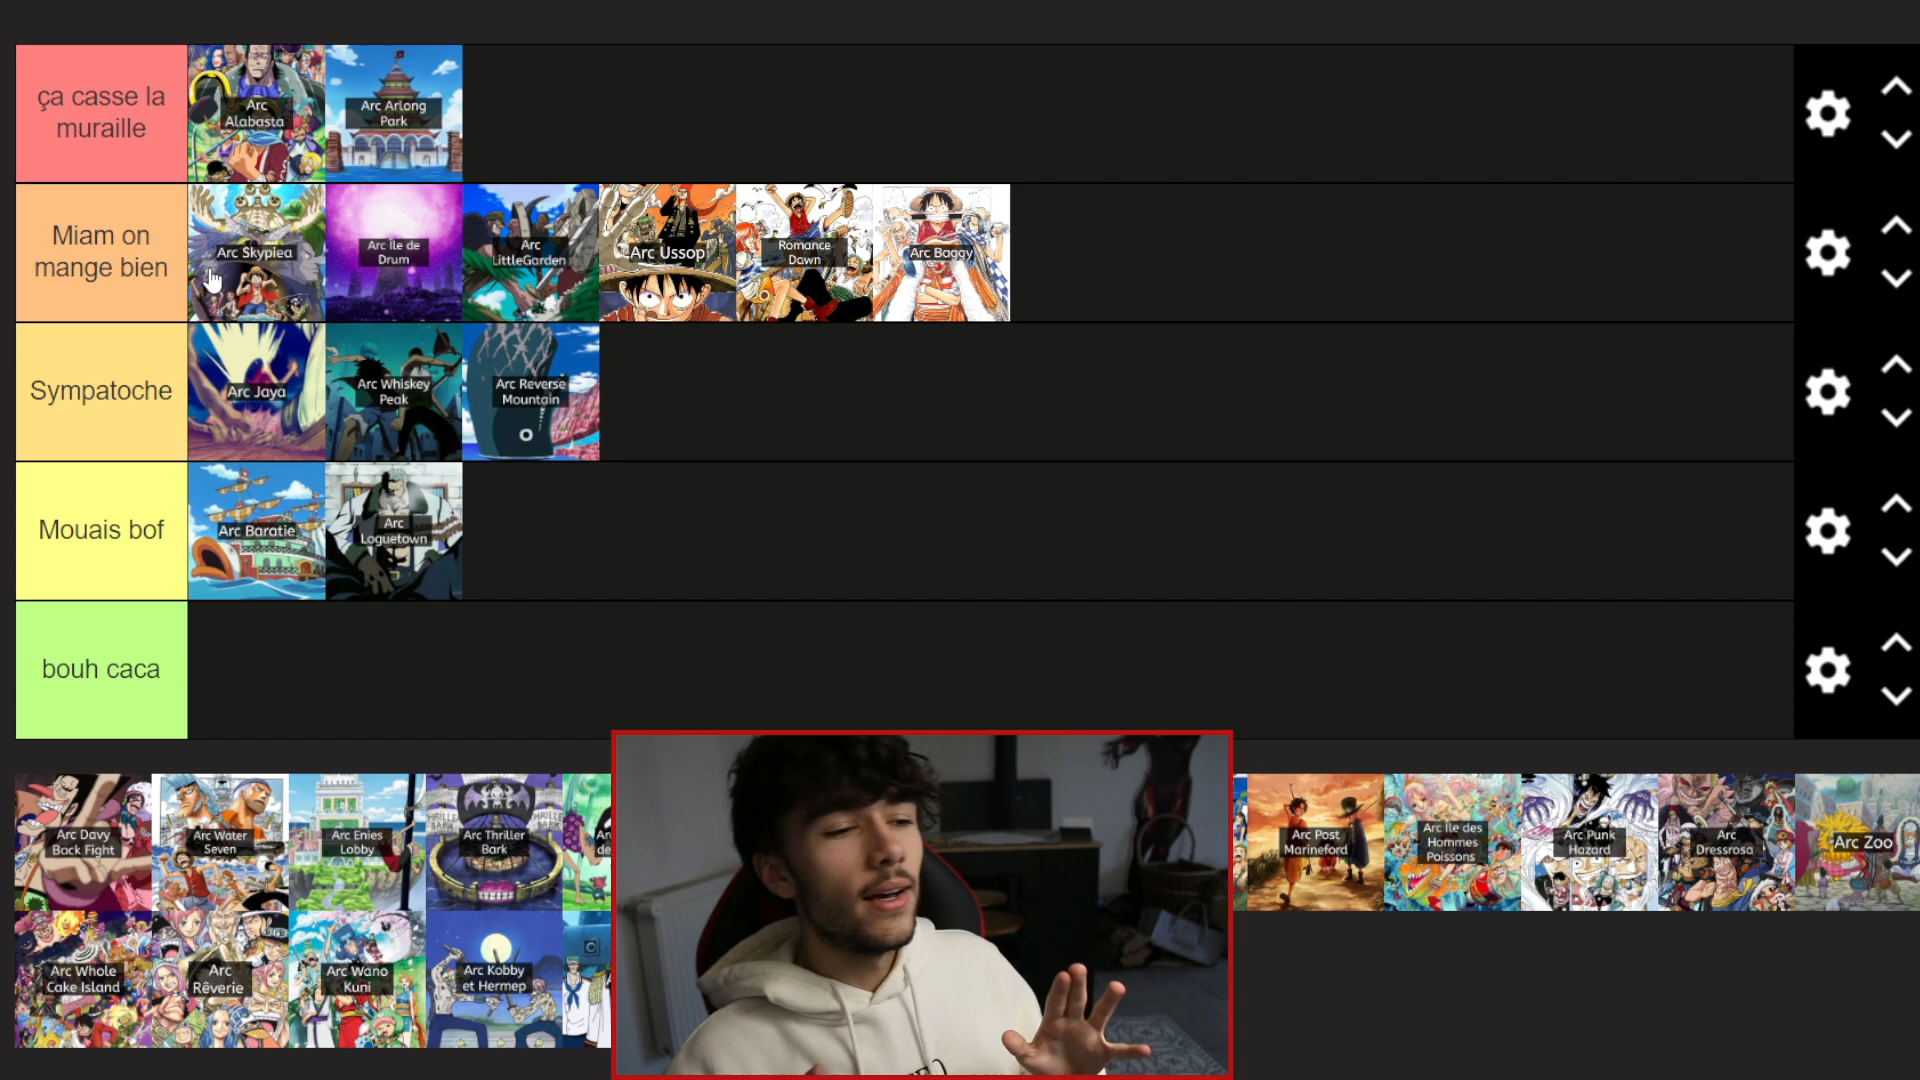 ça casse la
muraille
Arc
Alabasta
Arc Arlong
Park
Miam on
mange bien
Arc Skypiea
Arc Île de
Drum
Arc
LittleGarden
Arc Ussop
Romance
Dawn
Arc Baggy
Sympatoche
Arc Jaya
Arc Whiskey
Peak
Arc Reverse
Mountain
Mouais bof
Arc Baratie
Arc
Loguetown
bouh caca
Arc Davy
Back Fight
Arc Water
Seven
Arc Enies
Lobby
Arc Thriller
Bark
Arc Post
Marineford
Arc Ile des
Hommes
Poissons
Arc Punk
Hazard
Arc
Dressrosa
Arc Zoo
Arc Whole
Cake Island
Arc
Rêverie
Arc Wano
Kuni
Arc Kobby
et Hermep